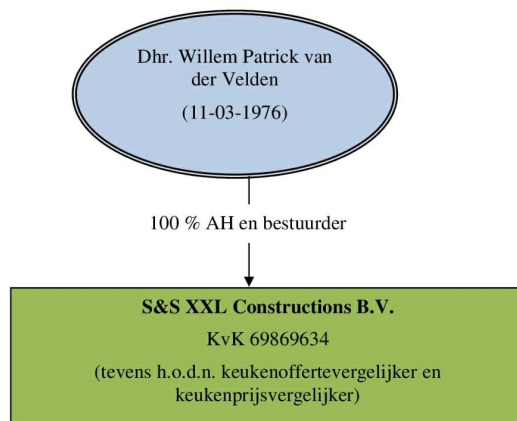 Dhr. Willem Patrick van
der Velden
(11-03-1976)
100 % AH en bestuurder
S&S XXL Constructions B.V.
KvK 69869634
(tevens h.o.d.n. keukenoffertevergelijker en
keukenprijsvergelijker)